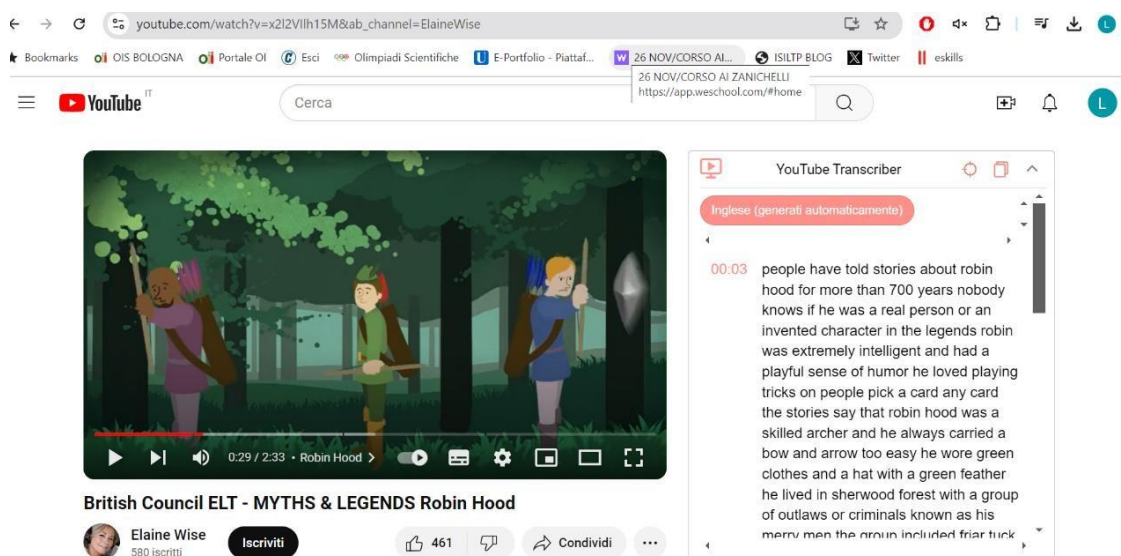 youtube.com/watch?v=x2I2VIlh15M&ab_channel=ElaineWise
L
Bookmarks
OIS BOLOGNA
Portale OI
Esci
Olimpiadi Scientifiche
E-Portfolio - Piattaf...
26 NOV/CORSO AI...
ISILTP BLOG
Twitter
eskills
26 NOV/CORSO AI ZANICHELLI
https://app.weschool.com/#home
YouTube IT
Cerca
L
YouTube Transcriber
Inglese (generati automaticamente)
00:03
people have told stories about robin
hood for more than 700 years nobody
knows if he was a real person or an
invented character in the legends robin
was extremely intelligent and had a
playful sense of humor he loved playing
tricks on people pick a card any card
the stories say that robin hood was a
skilled archer and he always carried a
bow and arrow too easy he wore green
clothes and a hat with a green feather
he lived in sherwood forest with a group
of outlaws or criminals known as his
merry men the group included friar tuck
0:29 / 2:33 • Robin Hood
British Council ELT - MYTHS & LEGENDS Robin Hood
Elaine Wise
580 iscritti
Iscriviti
461
Condividi